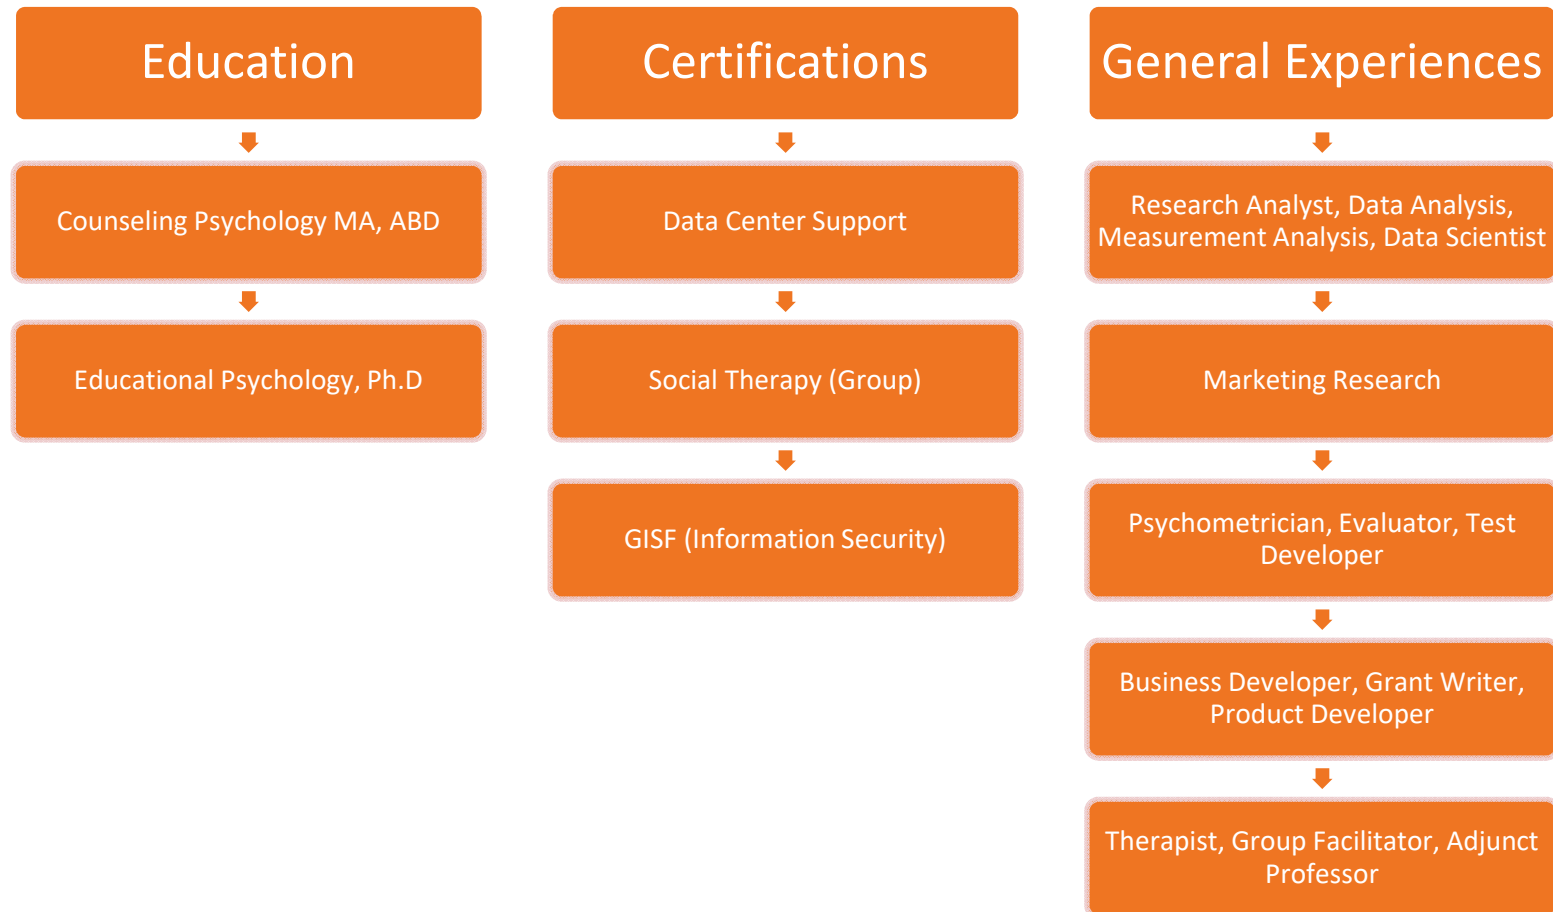 Education
Counseling Psychology MA, ABD
Educational Psychology, Ph.D
Certifications
Data Center Support
Social Therapy (Group)
GISF (Information Security)
General Experiences
Research Analyst, Data Analysis,
Measurement Analysis, Data Scientist
Marketing Research
Psychometrician, Evaluator, Test
Developer
Business Developer, Grant Writer,
Product Developer
Therapist, Group Facilitator, Adjunct
Professor